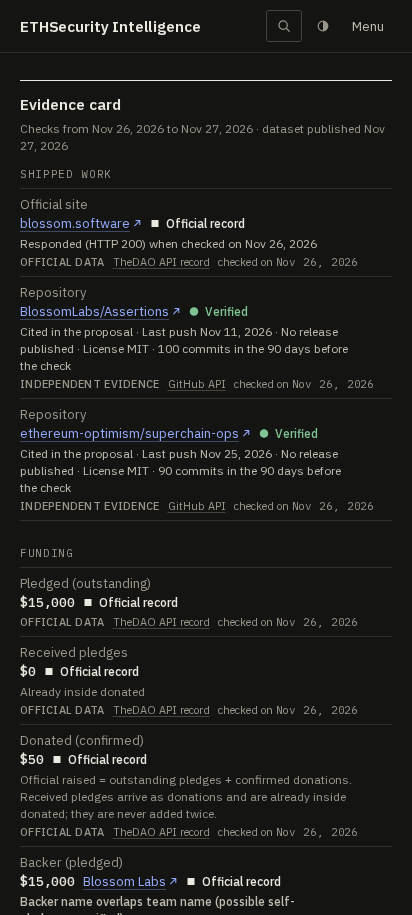 ETHSecurity Intelligence
Menu
Evidence card
Checks from Nov 26, 2026 to Nov 27, 2026 · dataset published Nov
27, 2026
SHIPPED WORK
Official site
blossom.software ↗ ■ Official record
Responded (HTTP 200) when checked on Nov 26, 2026
OFFICIAL DATA TheDAO API record checked on Nov 26, 2026
Repository
BlossomLabs/Assertions ↗ ● Verified
Cited in the proposal · Last push Nov 11, 2026 · No release
published · License MIT · 100 commits in the 90 days before
the check
INDEPENDENT EVIDENCE GitHub API checked on Nov 26, 2026
Repository
ethereum-optimism/superchain-ops ↗ ● Verified
Cited in the proposal · Last push Nov 25, 2026 · No release
published · License MIT · 90 commits in the 90 days before
the check
INDEPENDENT EVIDENCE GitHub API checked on Nov 26, 2026
FUNDING
Pledged (outstanding)
$15,000 ■ Official record
OFFICIAL DATA TheDAO API record checked on Nov 26, 2026
Received pledges
$0 ■ Official record
Already inside donated
OFFICIAL DATA TheDAO API record checked on Nov 26, 2026
Donated (confirmed)
$50 ■ Official record
Official raised = outstanding pledges + confirmed donations.
Received pledges arrive as donations and are already inside
donated; they are never added twice.
OFFICIAL DATA TheDAO API record checked on Nov 26, 2026
Backer (pledged)
$15,000 Blossom Labs ↗ ■ Official record
Backer name overlaps team name (possible self-